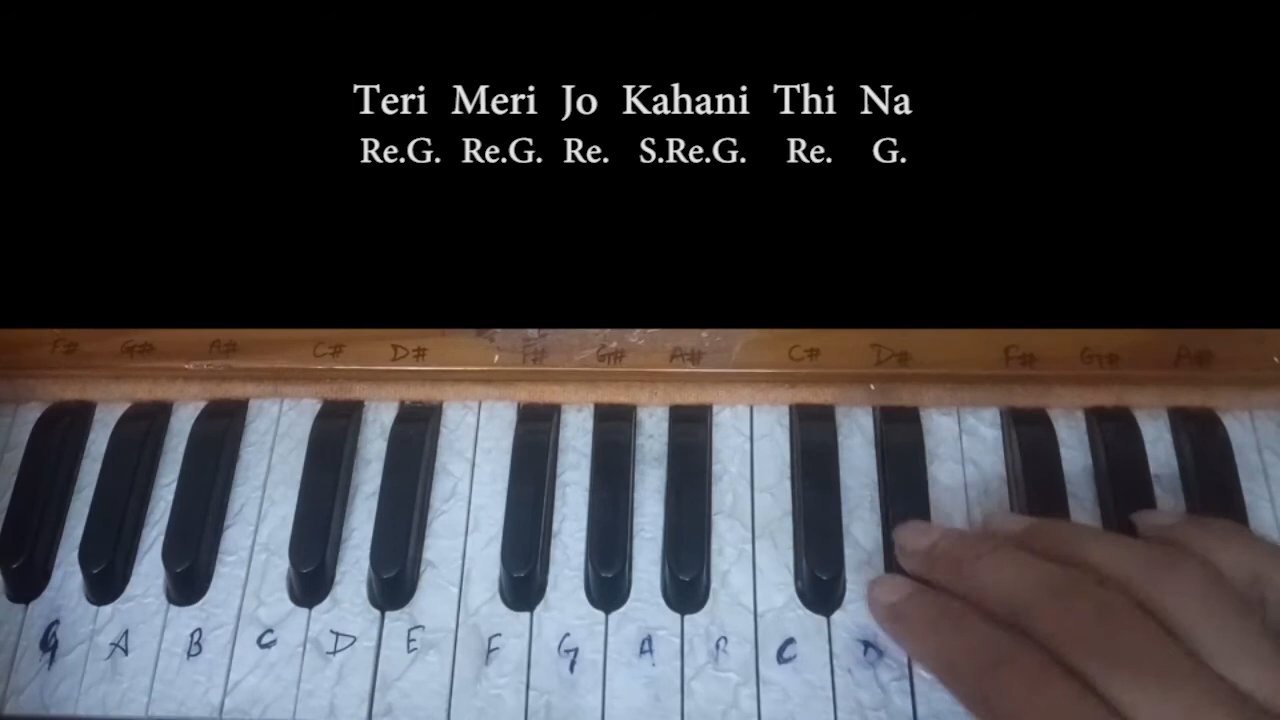 Teri Meri Jo Kahani Thi Na
Re.G. Re.G. Re. S.Re.G. Re. G.
F# G# A# C# D# F# G# A# C# D# F# G# A#
G A B C D E F G A B C D